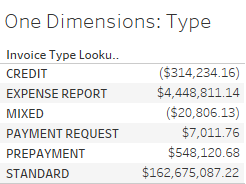 One Dimensions: Type
Invoice Type Looku..
CREDIT ($314,234.16)
EXPENSE REPORT $4,448,811.14
MIXED ($20,806.13)
PAYMENT REQUEST $7,011.76
PREPAYMENT $548,120.68
STANDARD $162,675,087.22